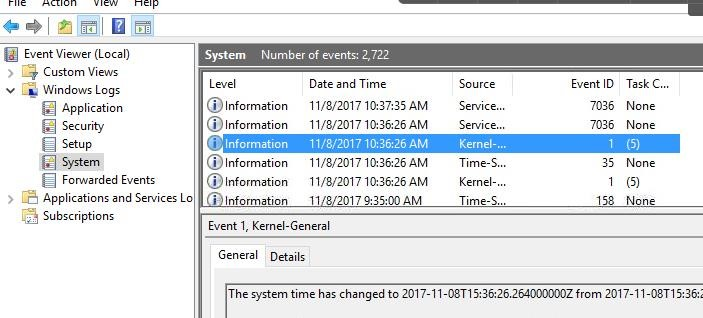 File Action View Help
Event Viewer (Local)
Custom Views
Windows Logs
Application
Security
Setup
System
Forwarded Events
Applications and Services Lo
Subscriptions
System Number of events: 2,722
Level Date and Time Source Event ID Task C...
Information 11/8/2017 10:37:35 AM Service... 7036 None
Information 11/8/2017 10:36:26 AM Service... 7036 None
Information 11/8/2017 10:36:26 AM Kernel-... 1 (5)
Information 11/8/2017 10:36:26 AM Time-S... 35 None
Information 11/8/2017 10:36:26 AM Kernel-... 1 (5)
Information 11/8/2017 9:35:00 AM Time-S... 158 None
Event 1, Kernel-General
General Details
The system time has changed to 2017-11-08T15:36:26.264000000Z from 2017-11-08T15:36:2